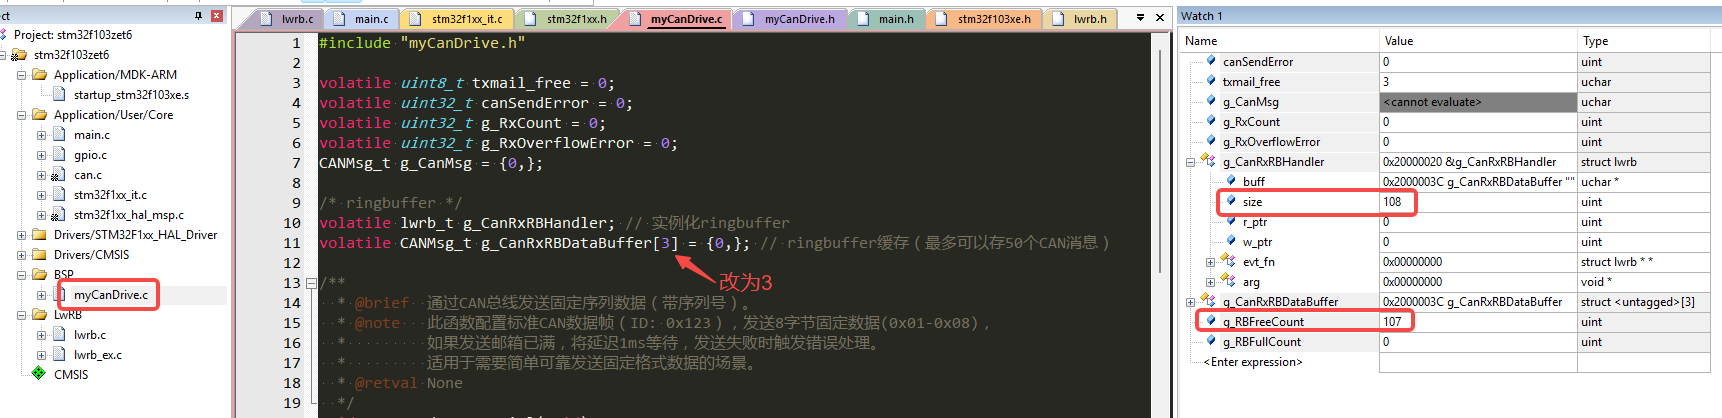 ect
Project: stm32f103zet6
stm32f103zet6
Application/MDK-ARM
startup_stm32f103xe.s
Application/User/Core
main.c
gpio.c
can.c
stm32f1xx_it.c
stm32f1xx_hal_msp.c
Drivers/STM32F1xx_HAL_Driver
Drivers/CMSIS
BSP
myCanDrive.c
LwRB
lwrb.c
lwrb_ex.c
CMSIS
lwrb.c main.c stm32f1xx_it.c stm32f1xx.h myCanDrive.c myCanDrive.h main.h stm32f103xe.h lwrb.h
1 #include "myCanDrive.h"
2
3 volatile uint8_t txmail_free = 0;
4 volatile uint32_t canSendError = 0;
5 volatile uint32_t g_RxCount = 0;
6 volatile uint32_t g_RxOverflowError = 0;
7 CANMsg_t g_CanMsg = {0,};
8
9 /* ringbuffer */
10 volatile lwrb_t g_CanRxRBHandler; // 实例化ringbuffer
11 volatile CANMsg_t g_CanRxRBDataBuffer[3] = {0,}; // ringbuffer缓存（最多可以存50个CAN消息）
12
改为3
13 /**
14 * @brief 通过CAN总线发送固定序列数据（带序列号）。
15 * @note 此函数配置标准CAN数据帧（ID: 0x123），发送8字节固定数据(0x01-0x08)，
16 * 如果发送邮箱已满，将延迟1ms等待，发送失败时触发错误处理。
17 * 适用于需要简单可靠发送固定格式数据的场景。
18 * @retval None
19 */
Watch 1
Name Value Type
canSendError 0 uint
txmail_free 3 uchar
g_CanMsg <cannot evaluate> uchar
g_RxCount 0 uint
g_RxOverflowError 0 uint
g_CanRxRBHandler 0x20000020 &g_CanRxRBHandler struct lwrb
buff 0x2000003C g_CanRxRBDataBuffer "" uchar *
size 108 uint
r_ptr 0 uint
w_ptr 0 uint
evt_fn 0x00000000 struct lwrb * *
arg 0x00000000 void *
g_CanRxRBDataBuffer 0x2000003C g_CanRxRBDataBuffer struct <untagged>[3]
g_RBFreeCount 107 uint
g_RBFullCount 0 uint
<Enter expression>